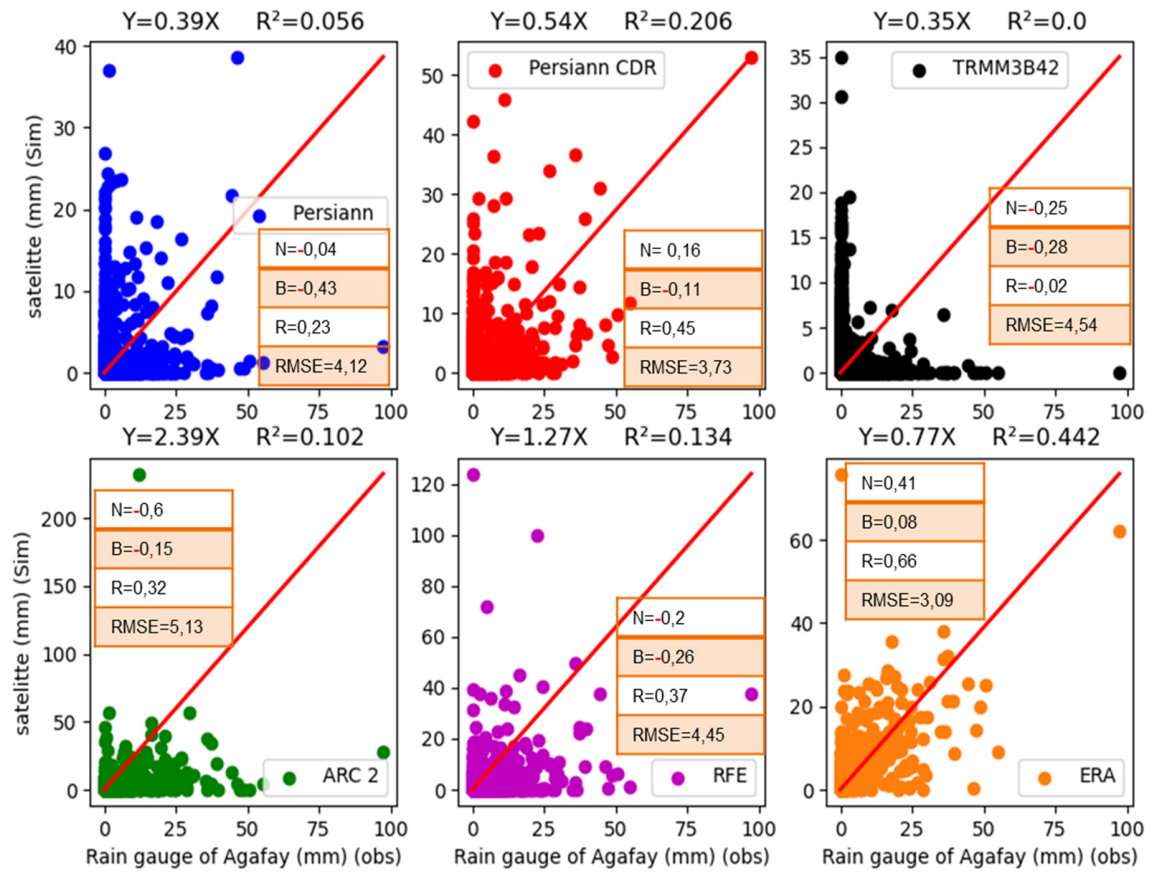 Y=0.39X R²=0.056
Y=0.54X R²=0.206
Y=0.35X R²=0.0
satelitte (mm) (Sim)
40
30
20
10
0
Persiann
N=-0,04
B=-0,43
R=0,23
RMSE=4,12
0 25 50 75 100
50
40
30
20
10
0
Persiann CDR
N= 0,16
B=-0,11
R=0,45
RMSE=3,73
0 25 50 75 100
35
30
25
20
15
10
5
0
TRMM3B42
N=-0,25
B=-0,28
R=-0,02
RMSE=4,54
0 25 50 75 100
Y=2.39X R²=0.102
Y=1.27X R²=0.134
Y=0.77X R²=0.442
satelitte (mm) (Sim)
200
150
100
50
0
N=-0,6
B=-0,15
R=0,32
RMSE=5,13
ARC 2
0 25 50 75 100
Rain gauge of Agafay (mm) (obs)
120
100
80
60
40
20
0
N=-0,2
B=-0,26
R=0,37
RMSE=4,45
RFE
0 25 50 75 100
Rain gauge of Agafay (mm) (obs)
60
40
20
0
N=0,41
B=0,08
R=0,66
RMSE=3,09
ERA
0 25 50 75 100
Rain gauge of Agafay (mm) (obs)